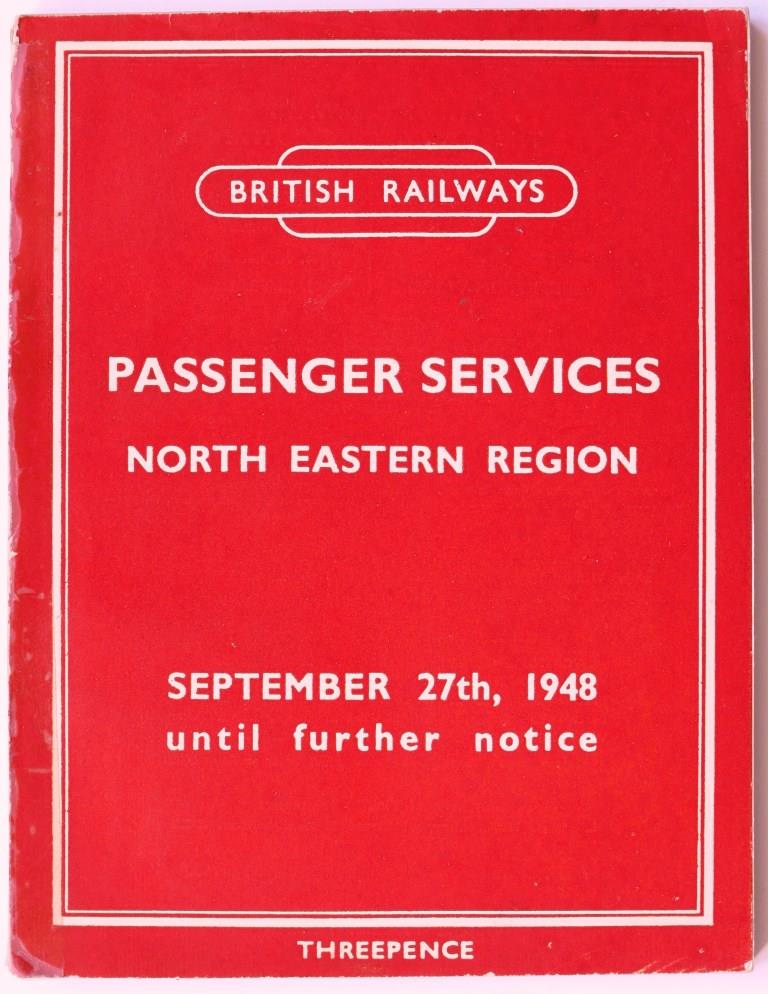 BRITISH RAILWAYS
PASSENGER SERVICES
NORTH EASTERN REGION
SEPTEMBER 27th, 1948
until further notice
THREEPENCE